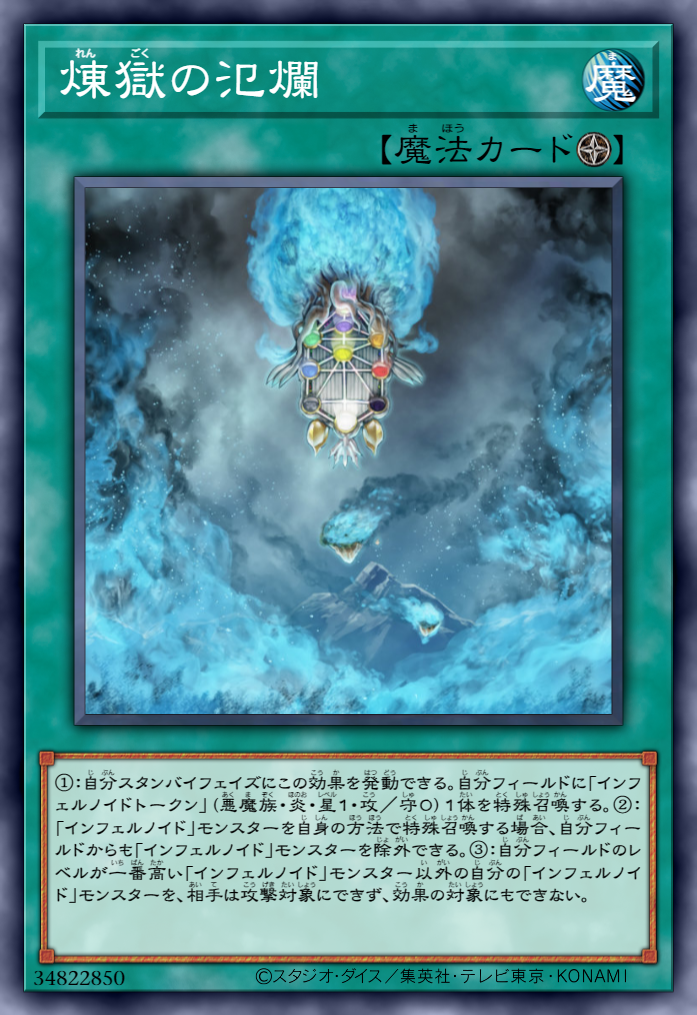 煉獄の氾爛
魔
【魔法カード】
①:自分スタンバイフェイズにこの効果を発動できる。自分フィールドに「インフ
ェルノイドトークン」(悪魔族・炎・星1・攻/守0)1体を特殊召喚する。②:
「インフェルノイド」モンスターを自身の方法で特殊召喚する場合、自分フィー
ルドからも「インフェルノイド」モンスターを除外できる。③:自分フィールドのレ
ベルが一番高い「インフェルノイド」モンスター以外の自分の「インフェルノイ
ド」モンスターを、相手は攻撃対象にできず、効果の対象にもできない。
34822850 ©スタジオ・ダイス/集英社・テレビ東京・KONAMI